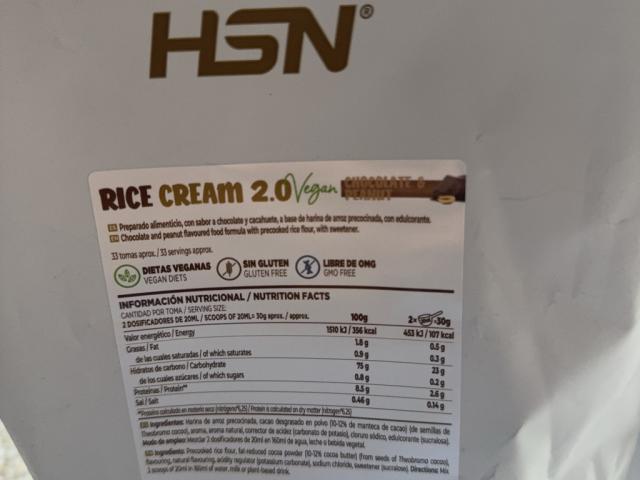 HSN®
RICE CREAM 2.0 Vegan CHOCOLATE & PEANUT
ES Preparado alimenticio, con sabor a chocolate y cacahuete, a base de harina de arroz precocinada, con edulcorante.
EN Chocolate and peanut flavoured food formula with precooked rice flour, with sweetener.
33 tomas aprox. / 33 servings approx.
DIETAS VEGANAS SIN GLUTEN LIBRE DE OMG
VEGAN DIETS GLUTEN FREE GMO FREE
INFORMACIÓN NUTRICIONAL / NUTRITION FACTS
CANTIDAD POR TOMA / SERVING SIZE:
2 DOSIFICADORES DE 20ML / SCOOPS OF 20ML= 30g aprox. / approx. 100g 2x =30g
Valor energético / Energy 1510 kJ / 356 kcal 453 kJ / 107 kcal
Grasas / Fat 1.8 g 0.5 g
de las cuales saturadas / of which saturates 0.9 g 0.3 g
Hidratos de carbono / Carbohydrate 75 g 23 g
de los cuales azúcares / of which sugars 0.8 g 0.2 g
Proteínas / Protein** 8.5 g 2.6 g
Sal / Salt 0.46 g 0.14 g
**Proteína calculada en materia seca (nitrógeno*6,25) / Protein is calculated on dry matter (nitrogen*6.25)
ES Ingredientes: Harina de arroz precocinada, cacao desgrasado en polvo (10-12% de manteca de cacao) (de semillas de
Theobroma cacao), aroma, aroma natural, corrector de acidez (carbonato de potasio), cloruro sódico, edulcorante (sucralosa).
Modo de empleo: Mezclar 2 dosificadores de 20ml en 160ml de agua, leche o bebida vegetal.
EN Ingredients: Precooked rice flour, fat-reduced cocoa powder (10-12% cocoa butter) (from seeds of Theobroma cacao),
flavouring, natural flavouring, acidity regulator (potassium carbonate), sodium chloride, sweetener (sucralose). Directions: Mix
2 scoops of 20ml in 160ml of water, milk or plant-based drink.